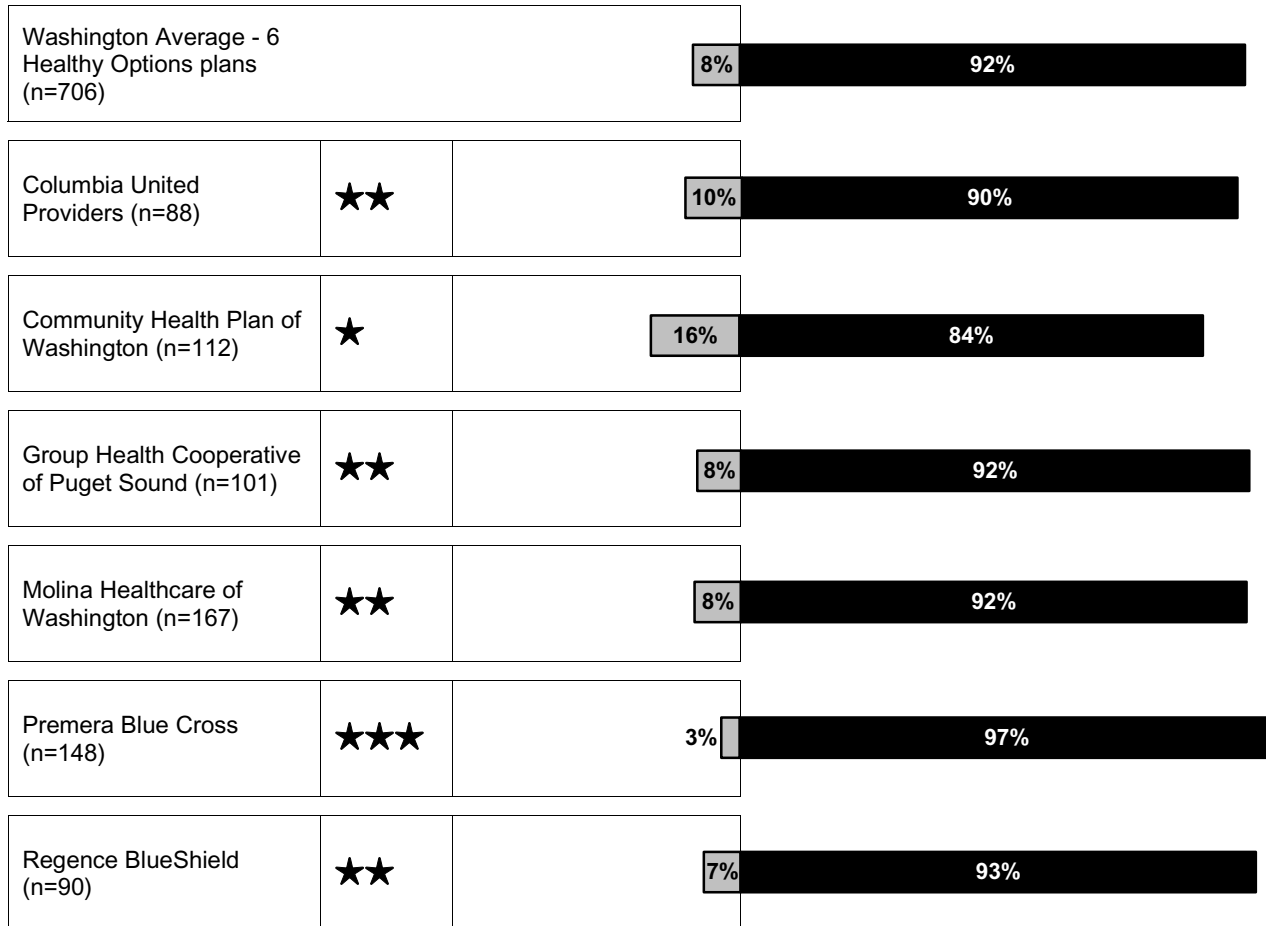 Washington Average - 6
Healthy Options plans
(n=706)
8%
92%
Columbia United
Providers (n=88)
★★
10%
90%
Community Health Plan of
Washington (n=112)
★
16%
84%
Group Health Cooperative
of Puget Sound (n=101)
★★
8%
92%
Molina Healthcare of
Washington (n=167)
★★
8%
92%
Premera Blue Cross
(n=148)
★★★
3%
97%
Regence BlueShield
(n=90)
★★
7%
93%